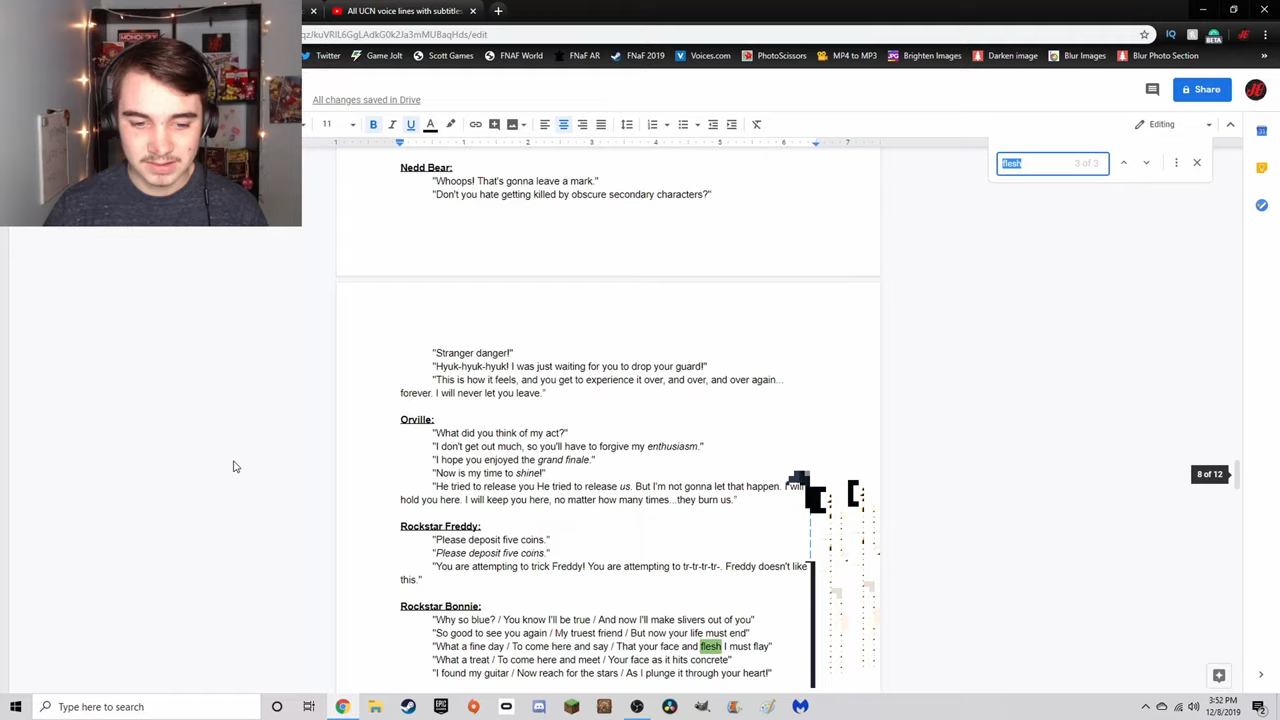 All UCN voice lines with subtitles
qzJkuVRIL6GgLAdkG0k2Ja3mMUBaqHds/edit
Twitter
Game Jolt
Scott Games
FNAF World
FNAF AR
FNaF 2019
Voices.com
PhotoScissors
MP4 to MP3
Brighten Images
Darken image
Blur Images
Blur Photo Section
All changes saved in Drive
Share
11
B
I
U
A
Editing
1
1
2
3
4
5
6
7
flesh
3 of 3
Nedd Bear:
"Whoops! That's gonna leave a mark."
"Don't you hate getting killed by obscure secondary characters?"
"Stranger danger!"
"Hyuk-hyuk-hyuk! I was just waiting for you to drop your guard!"
"This is how it feels, and you get to experience it over, and over, and over again...
forever. I will never let you leave."
Orville:
"What did you think of my act?"
"I don't get out much, so you'll have to forgive my enthusiasm."
"I hope you enjoyed the grand finale."
"Now is my time to shine!"
"He tried to release you He tried to release us. But I'm not gonna let that happen. I will
hold you here. I will keep you here, no matter how many times...they burn us."
8 of 12
Rockstar Freddy:
"Please deposit five coins."
"Please deposit five coins."
"You are attempting to trick Freddy! You are attempting to tr-tr-tr-tr-. Freddy doesn't like
this."
Rockstar Bonnie:
"Why so blue? / You know I'll be true / And now I'll make slivers out of you"
"So good to see you again / My truest friend / But now your life must end"
"What a fine day / To come here and say / That your face and flesh I must flay"
"What a treat / To come here and meet / Your face as it hits concrete"
"I found my guitar / Now reach for the stars / As I plunge it through your heart!"
Type here to search
3:52 PM
12/8/2019